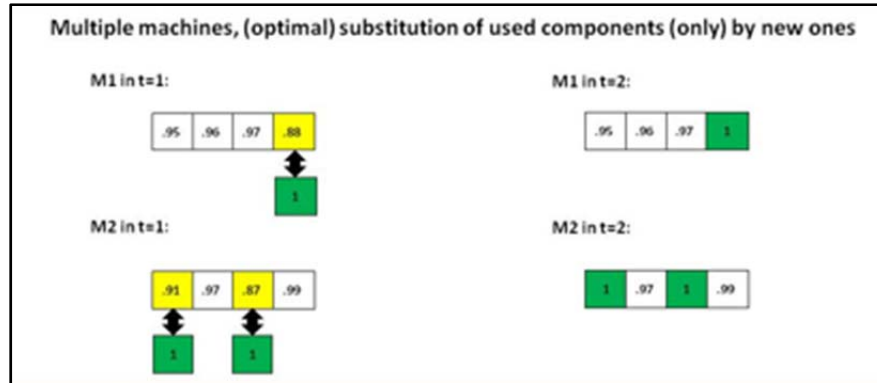 Multiple machines, (optimal) substitution of used components (only) by new ones
M1 in t=1:
M1 in t=2:
.95 .96 .97 .88
.95 .96 .97 1
1
M2 in t=1:
M2 in t=2:
.91 .97 .87 .99
1 .97 1 .99
1 1